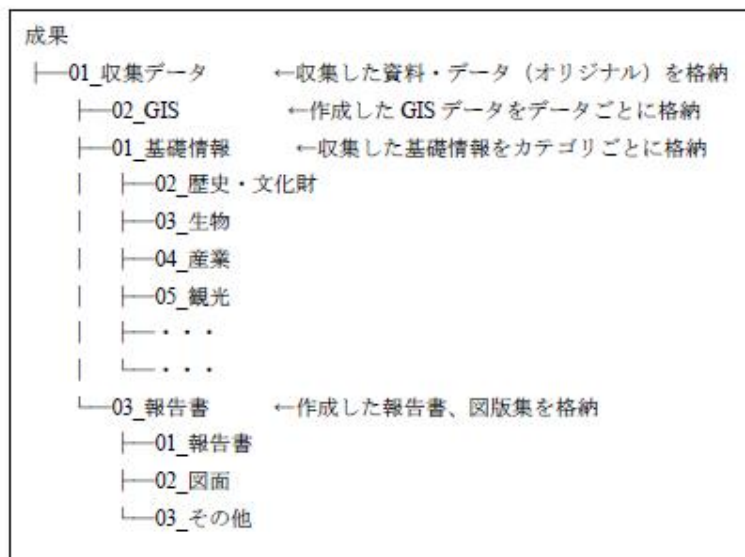 成果
├─01_収集データ　　　←収集した資料・データ（オリジナル）を格納
　　├─02_GIS　　　　　←作成した GIS データをデータごとに格納
　　├─01_基礎情報　　　←収集した基礎情報をカテゴリごとに格納
　　│　├─02_歴史・文化財
　　│　├─03_生物
　　│　├─04_産業
　　│　├─05_観光
　　│　├─・・・
　　│　└─・・・
　　└─03_報告書　　　←作成した報告書、図版集を格納
　　　　├─01_報告書
　　　　├─02_図面
　　　　└─03_その他